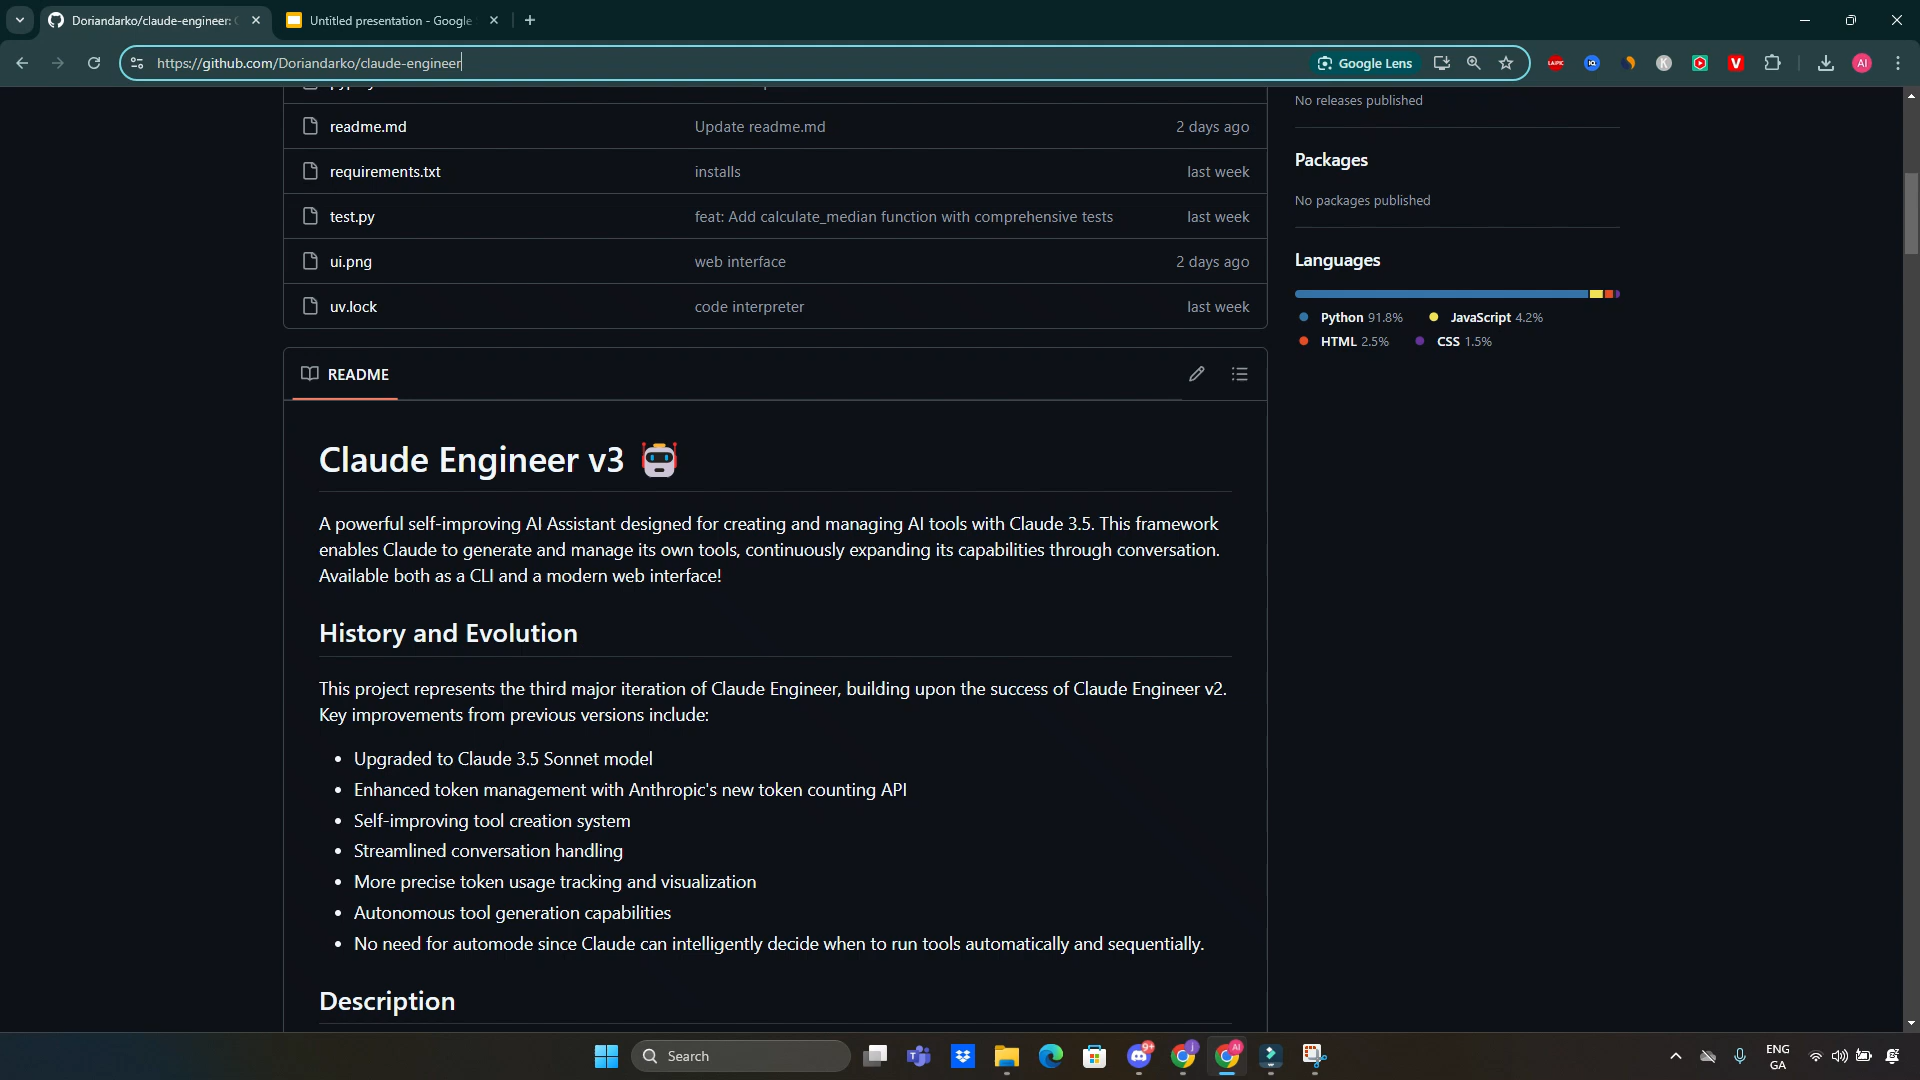 Doriandarko/claude-engineer:
Untitled presentation - Google
https://github.com/Doriandarko/claude-engineer
Google Lens
AI
readme.md
Update readme.md
2 days ago
requirements.txt
installs
last week
test.py
feat: Add calculate_median function with comprehensive tests
last week
ui.png
web interface
2 days ago
uv.lock
code interpreter
last week
No releases published
Packages
No packages published
Languages
Python 91.8%
JavaScript 4.2%
HTML 2.5%
CSS 1.5%
README
Claude Engineer v3
A powerful self-improving AI Assistant designed for creating and managing AI tools with Claude 3.5. This framework
enables Claude to generate and manage its own tools, continuously expanding its capabilities through conversation.
Available both as a CLI and a modern web interface!
History and Evolution
This project represents the third major iteration of Claude Engineer, building upon the success of Claude Engineer v2.
Key improvements from previous versions include:
• Upgraded to Claude 3.5 Sonnet model
• Enhanced token management with Anthropic's new token counting API
• Self-improving tool creation system
• Streamlined conversation handling
• More precise token usage tracking and visualization
• Autonomous tool generation capabilities
• No need for automode since Claude can intelligently decide when to run tools automatically and sequentially.
Description
Search
ENG
GA